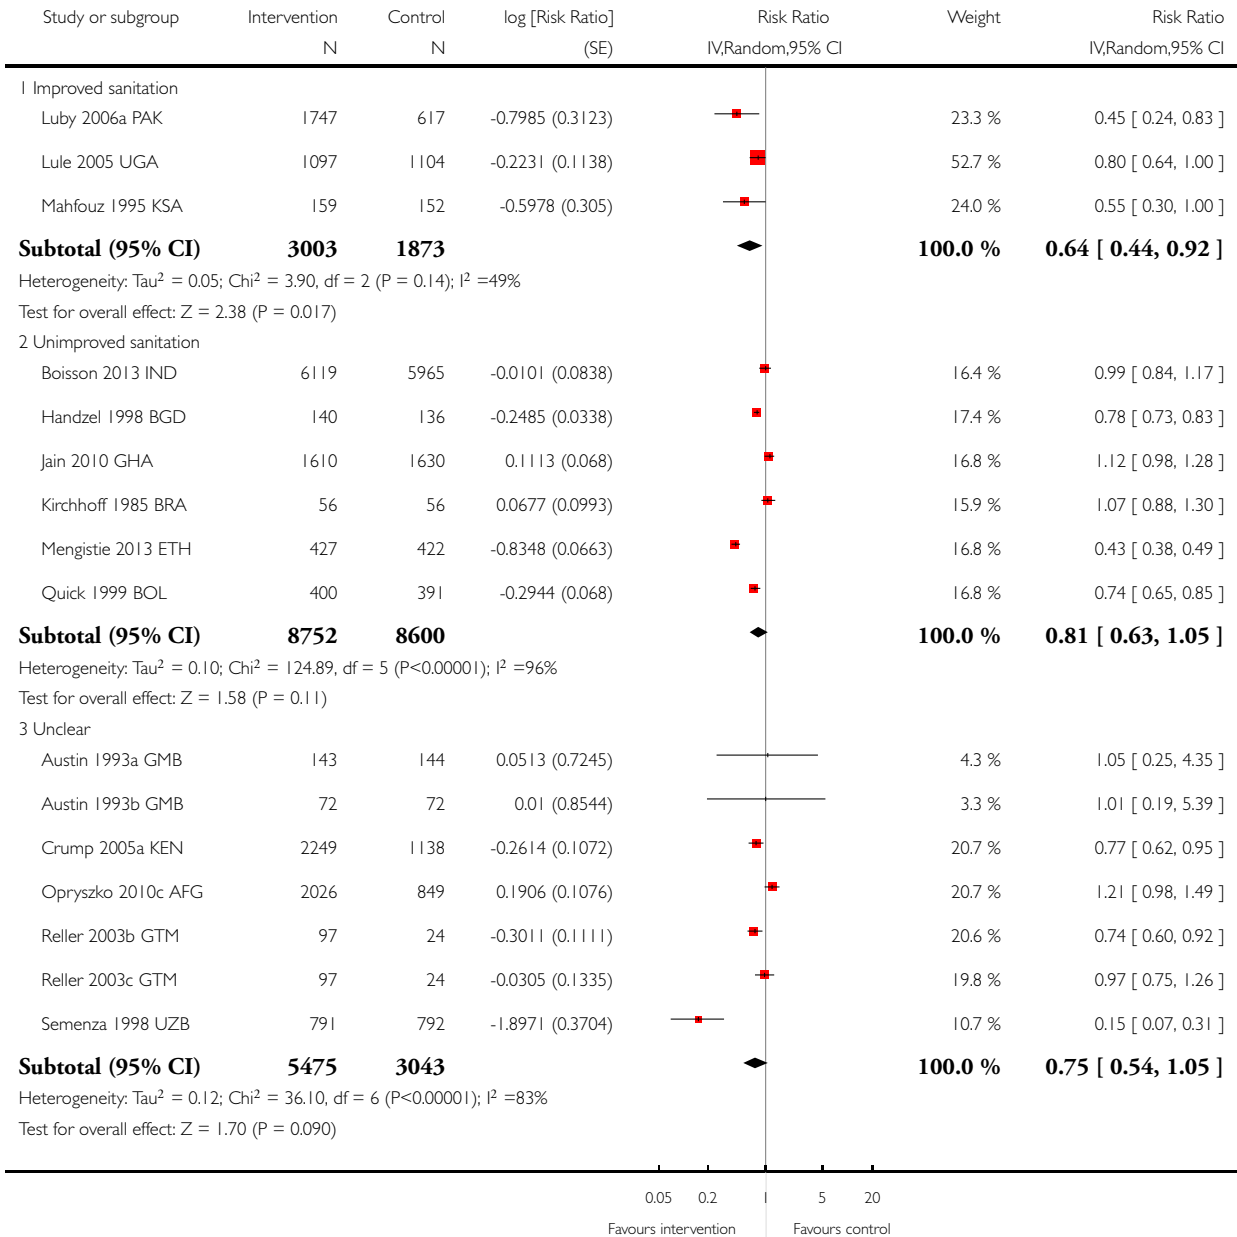 Study or subgroup Intervention Control log [Risk Ratio] Risk Ratio Weight Risk Ratio
N N (SE) IV,Random,95% CI IV,Random,95% CI
1 Improved sanitation
Luby 2006a PAK 1747 617 -0.7985 (0.3123) 23.3 % 0.45 [ 0.24, 0.83 ]
Lule 2005 UGA 1097 1104 -0.2231 (0.1138) 52.7 % 0.80 [ 0.64, 1.00 ]
Mahfouz 1995 KSA 159 152 -0.5978 (0.305) 24.0 % 0.55 [ 0.30, 1.00 ]
Subtotal (95% CI) 3003 1873 100.0 % 0.64 [ 0.44, 0.92 ]
Heterogeneity: Tau² = 0.05; Chi² = 3.90, df = 2 (P = 0.14); I² =49%
Test for overall effect: Z = 2.38 (P = 0.017)
2 Unimproved sanitation
Boisson 2013 IND 6119 5965 -0.0101 (0.0838) 16.4 % 0.99 [ 0.84, 1.17 ]
Handzel 1998 BGD 140 136 -0.2485 (0.0338) 17.4 % 0.78 [ 0.73, 0.83 ]
Jain 2010 GHA 1610 1630 0.1113 (0.068) 16.8 % 1.12 [ 0.98, 1.28 ]
Kirchhoff 1985 BRA 56 56 0.0677 (0.0993) 15.9 % 1.07 [ 0.88, 1.30 ]
Mengistie 2013 ETH 427 422 -0.8348 (0.0663) 16.8 % 0.43 [ 0.38, 0.49 ]
Quick 1999 BOL 400 391 -0.2944 (0.068) 16.8 % 0.74 [ 0.65, 0.85 ]
Subtotal (95% CI) 8752 8600 100.0 % 0.81 [ 0.63, 1.05 ]
Heterogeneity: Tau² = 0.10; Chi² = 124.89, df = 5 (P<0.00001); I² =96%
Test for overall effect: Z = 1.58 (P = 0.11)
3 Unclear
Austin 1993a GMB 143 144 0.0513 (0.7245) 4.3 % 1.05 [ 0.25, 4.35 ]
Austin 1993b GMB 72 72 0.01 (0.8544) 3.3 % 1.01 [ 0.19, 5.39 ]
Crump 2005a KEN 2249 1138 -0.2614 (0.1072) 20.7 % 0.77 [ 0.62, 0.95 ]
Opryszko 2010c AFG 2026 849 0.1906 (0.1076) 20.7 % 1.21 [ 0.98, 1.49 ]
Reller 2003b GTM 97 24 -0.3011 (0.1111) 20.6 % 0.74 [ 0.60, 0.92 ]
Reller 2003c GTM 97 24 -0.0305 (0.1335) 19.8 % 0.97 [ 0.75, 1.26 ]
Semenza 1998 UZB 791 792 -1.8971 (0.3704) 10.7 % 0.15 [ 0.07, 0.31 ]
Subtotal (95% CI) 5475 3043 100.0 % 0.75 [ 0.54, 1.05 ]
Heterogeneity: Tau² = 0.12; Chi² = 36.10, df = 6 (P<0.00001); I² =83%
Test for overall effect: Z = 1.70 (P = 0.090)
0.05 0.2 1 5 20
Favours intervention Favours control